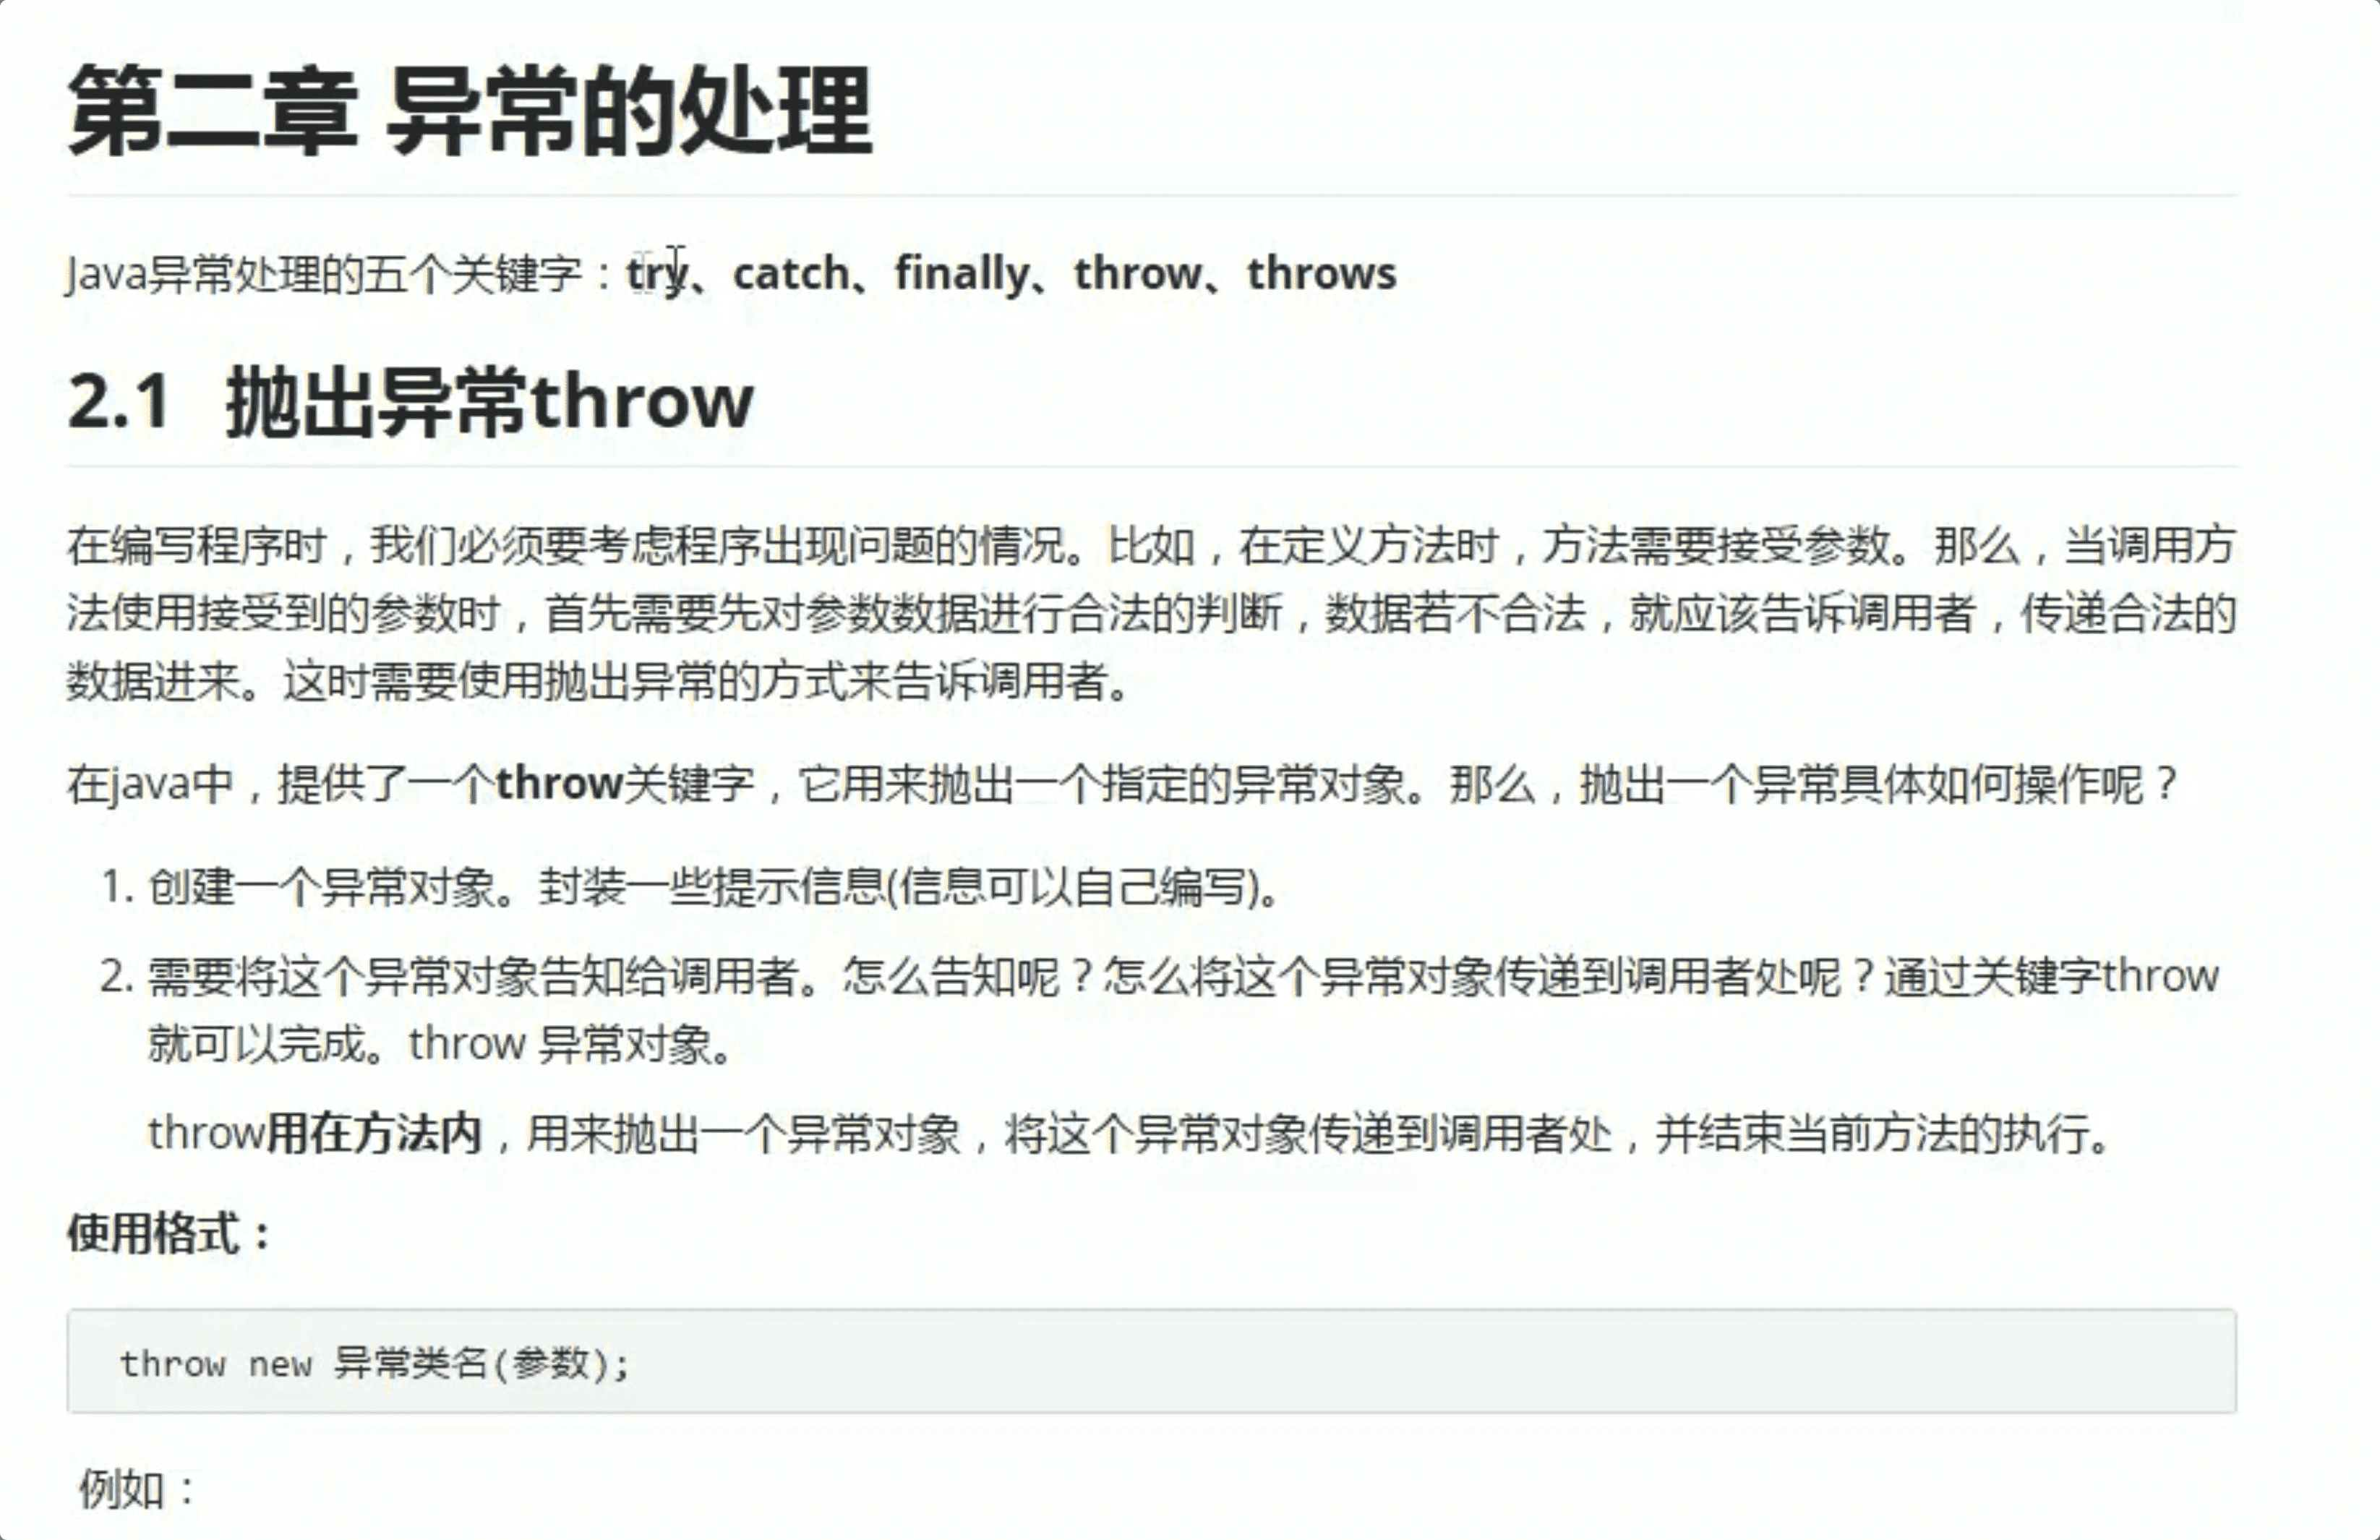 第二章 异常的处理
Java异常处理的五个关键字：try、catch、finally、throw、throws
2.1 抛出异常throw
在编写程序时，我们必须要考虑程序出现问题的情况。比如，在定义方法时，方法需要接受参数。那么，当调用方
法使用接受到的参数时，首先需要先对参数数据进行合法的判断，数据若不合法，就应该告诉调用者，传递合法的
数据进来。这时需要使用抛出异常的方式来告诉调用者。
在java中，提供了一个throw关键字，它用来抛出一个指定的异常对象。那么，抛出一个异常具体如何操作呢？
1. 创建一个异常对象。封装一些提示信息(信息可以自己编写)。
2. 需要将这个异常对象告知给调用者。怎么告知呢？怎么将这个异常对象传递到调用者处呢？通过关键字throw
就可以完成。throw 异常对象。
throw用在方法内，用来抛出一个异常对象，将这个异常对象传递到调用者处，并结束当前方法的执行。
使用格式：
throw new 异常类名(参数);
例如：